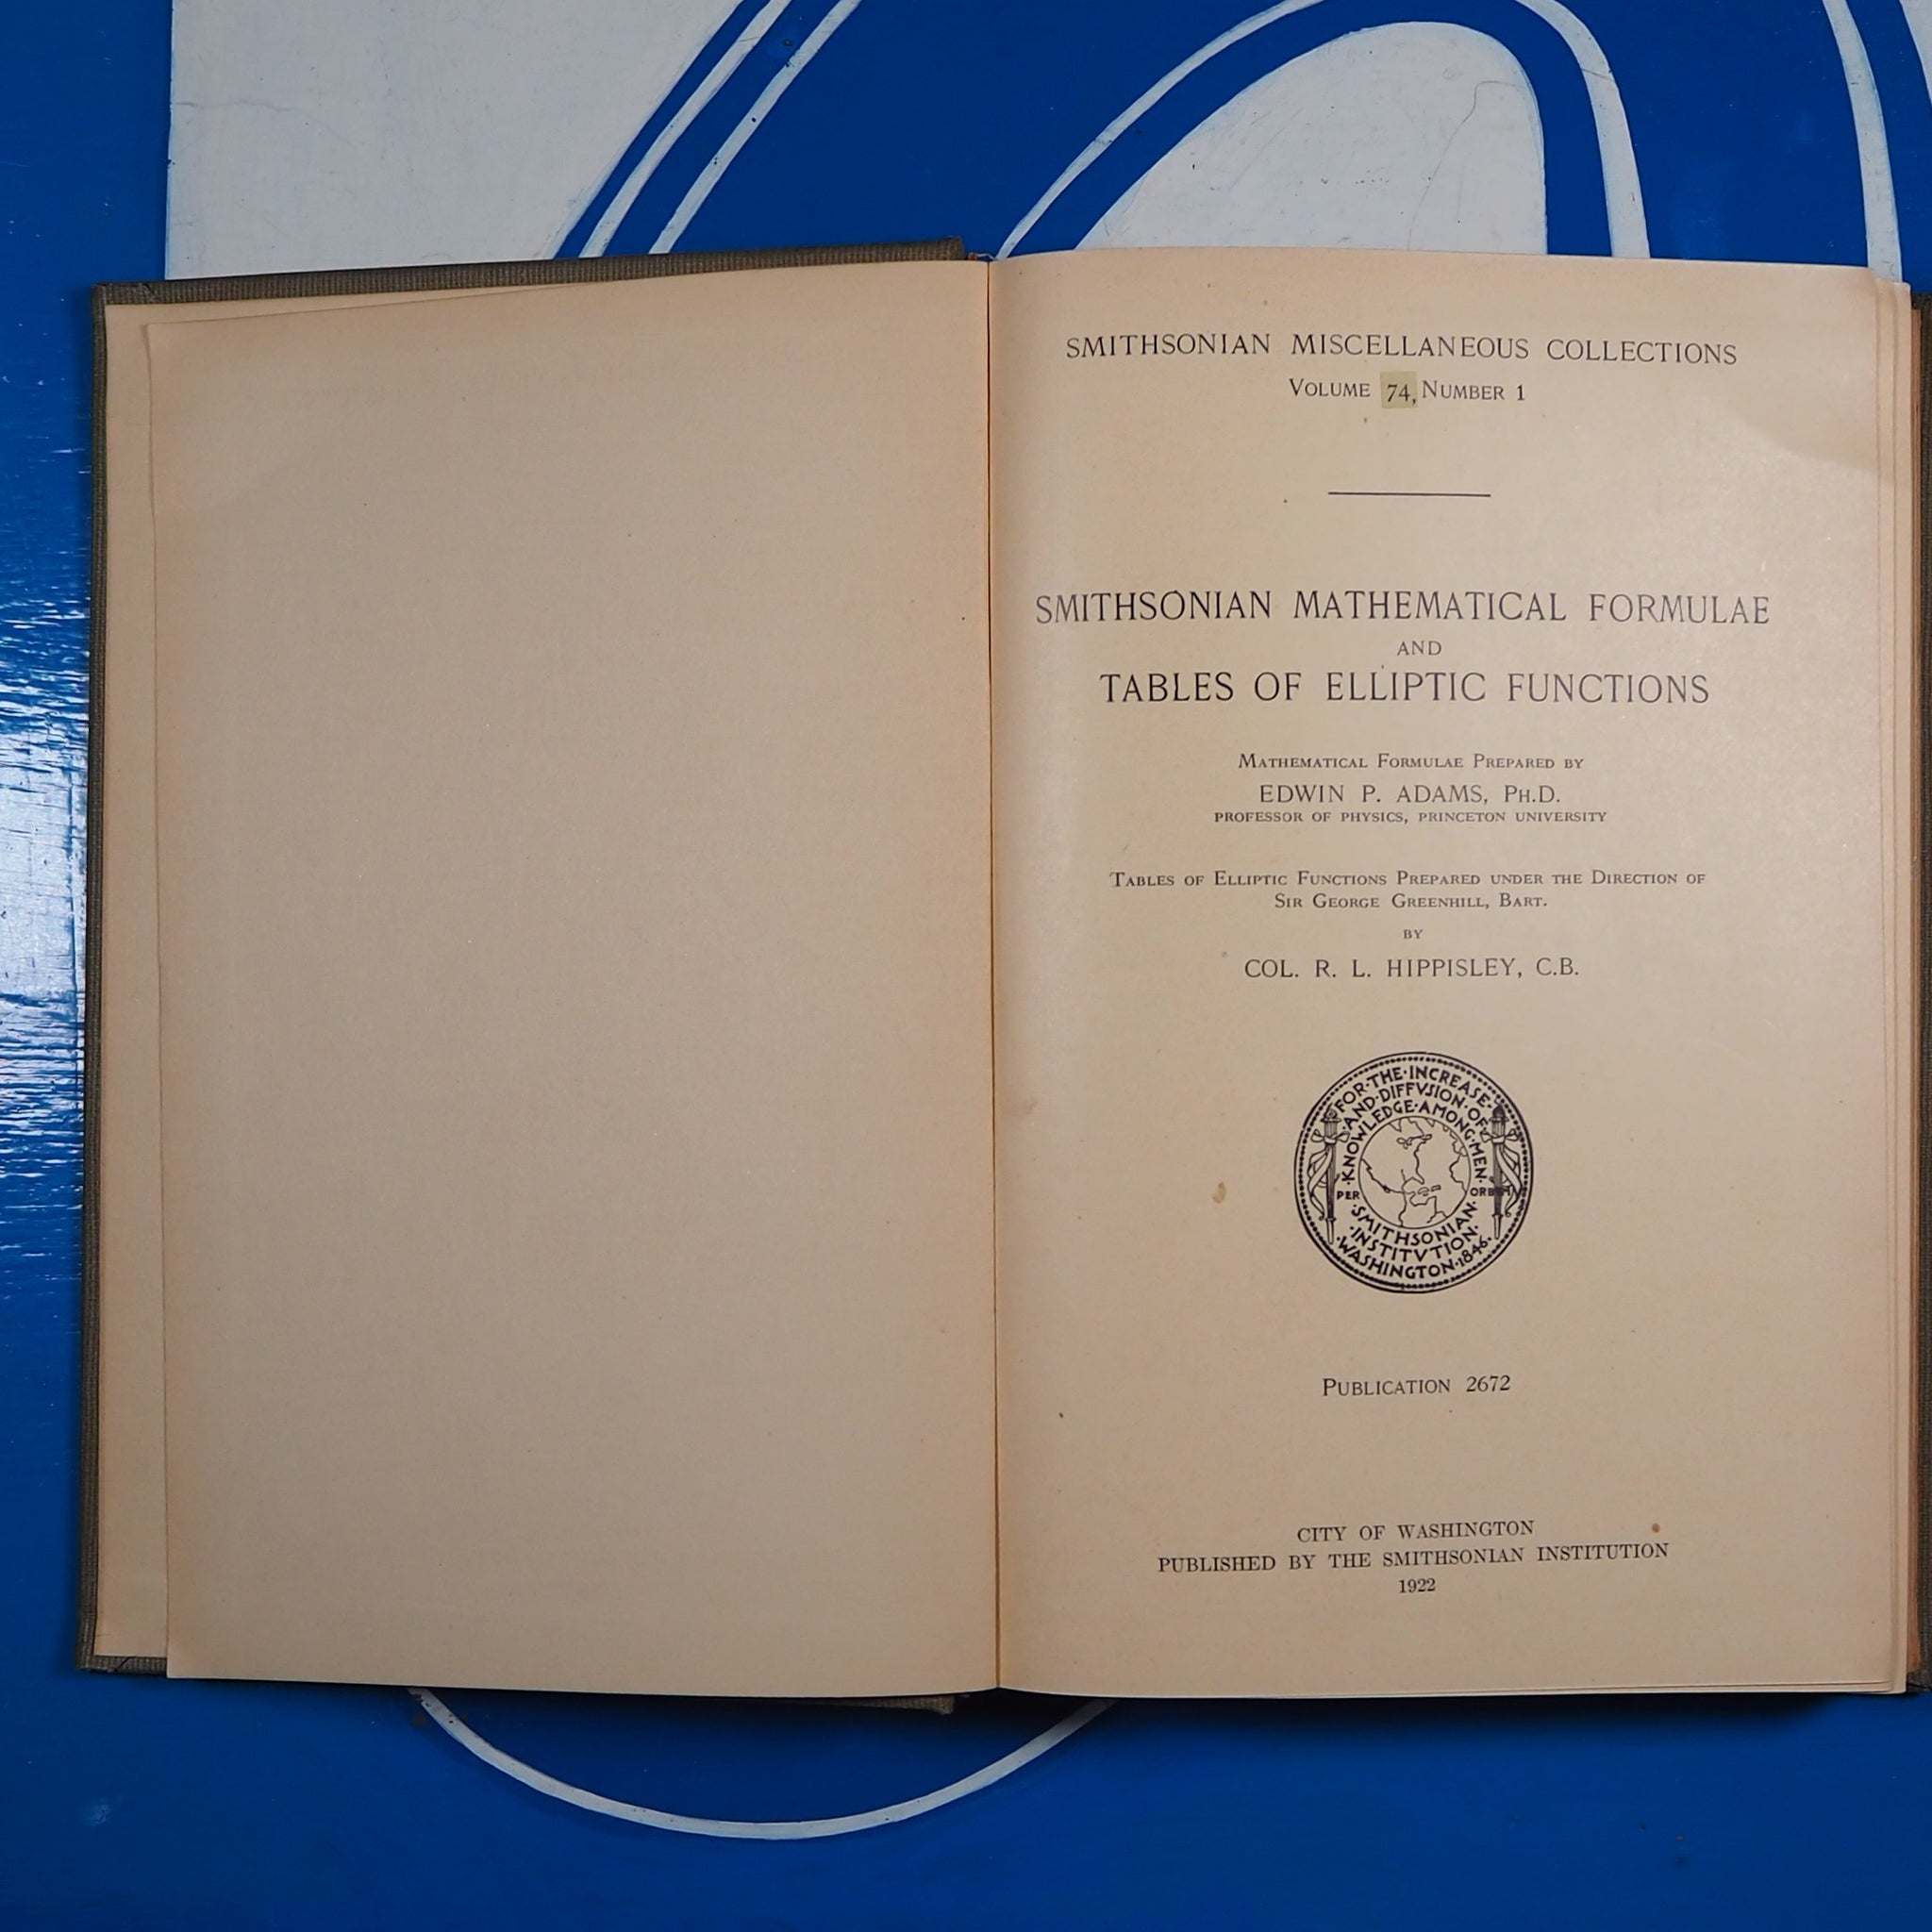 SMITHSONIAN MISCELLANEOUS COLLECTIONS
VOLUME 74, NUMBER 1
SMITHSONIAN MATHEMATICAL FORMULAE
AND
TABLES OF ELLIPTIC FUNCTIONS
MATHEMATICAL FORMULAE PREPARED BY
EDWIN P. ADAMS, PH.D.
PROFESSOR OF PHYSICS, PRINCETON UNIVERSITY
TABLES OF ELLIPTIC FUNCTIONS PREPARED UNDER THE DIRECTION OF
SIR GEORGE GREENHILL, BART.
BY
COL. R. L. HIPPISLEY, C.B.
·FOR·THE·INCREASE·
·AND·DIFFVSION·OF·
·KNOWLEDGE·AMONG·MEN·
PER ORBEM
·SMITHSONIAN·
·INSTITVTION·
·WASHINGTON·1846·
PUBLICATION 2672
CITY OF WASHINGTON
PUBLISHED BY THE SMITHSONIAN INSTITUTION
1922